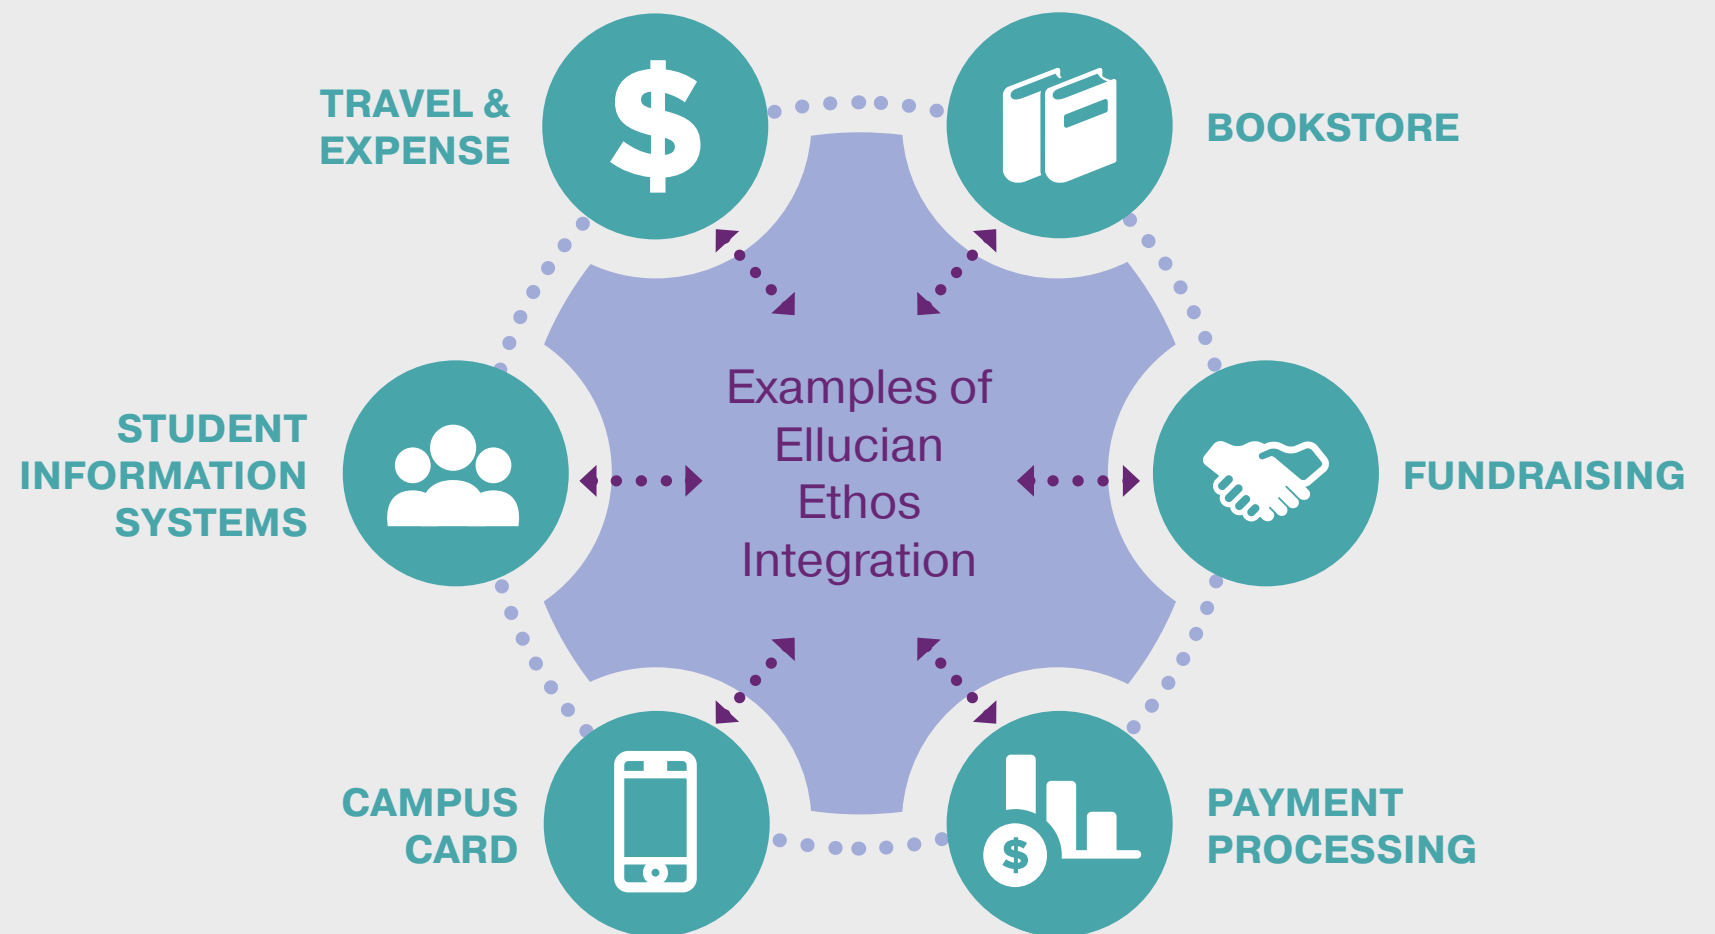 TRAVEL &
EXPENSE
BOOKSTORE
STUDENT
INFORMATION
SYSTEMS
Examples of
Ellucian
Ethos
Integration
FUNDRAISING
CAMPUS
CARD
PAYMENT
PROCESSING
$
$